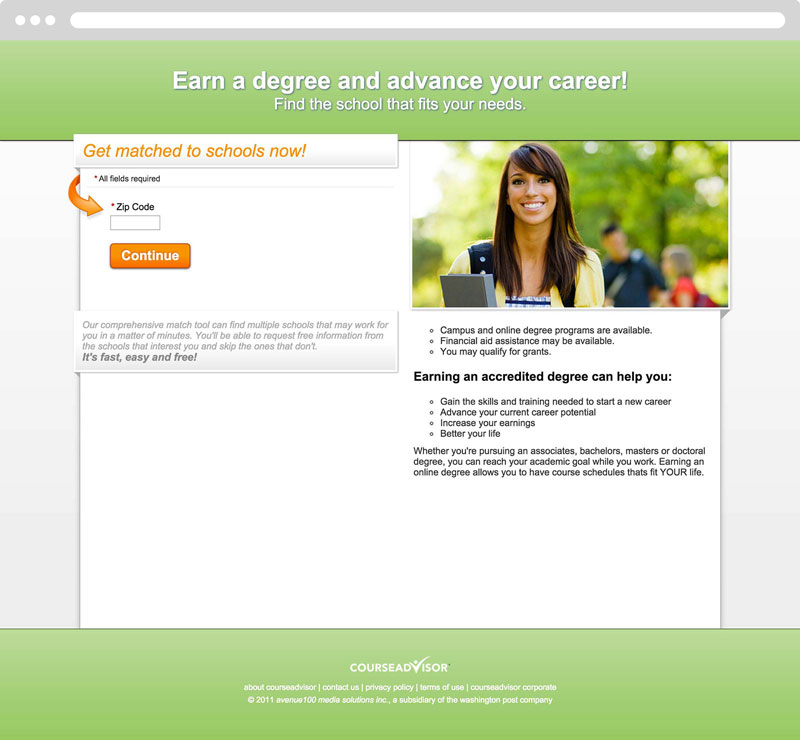 Earn a degree and advance your career!
Find the school that fits your needs.
Get matched to schools now!
* All fields required
* Zip Code
Continue
Our comprehensive match tool can find multiple schools that may work for
you in a matter of minutes. You'll be able to request free information from
the schools that interest you and skip the ones that don't.
It's fast, easy and free!
Campus and online degree programs are available.
Financial aid assistance may be available.
You may qualify for grants.
Earning an accredited degree can help you:
Gain the skills and training needed to start a new career
Advance your current career potential
Increase your earnings
Better your life
Whether you're pursuing an associates, bachelors, masters or doctoral
degree, you can reach your academic goal while you work. Earning an
online degree allows you to have course schedules thats fit YOUR life.
COURSEADVISOR
about courseadvisor | contact us | privacy policy | terms of use | courseadvisor corporate
© 2011 avenue100 media solutions inc., a subsidiary of the washington post company